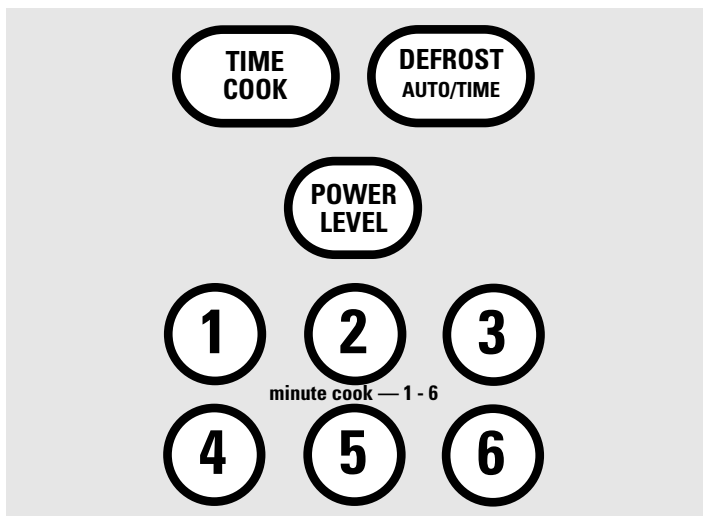 TIME
COOK
DEFROST
AUTO/TIME
POWER
LEVEL
1 2 3
minute cook — 1 - 6
4 5 6